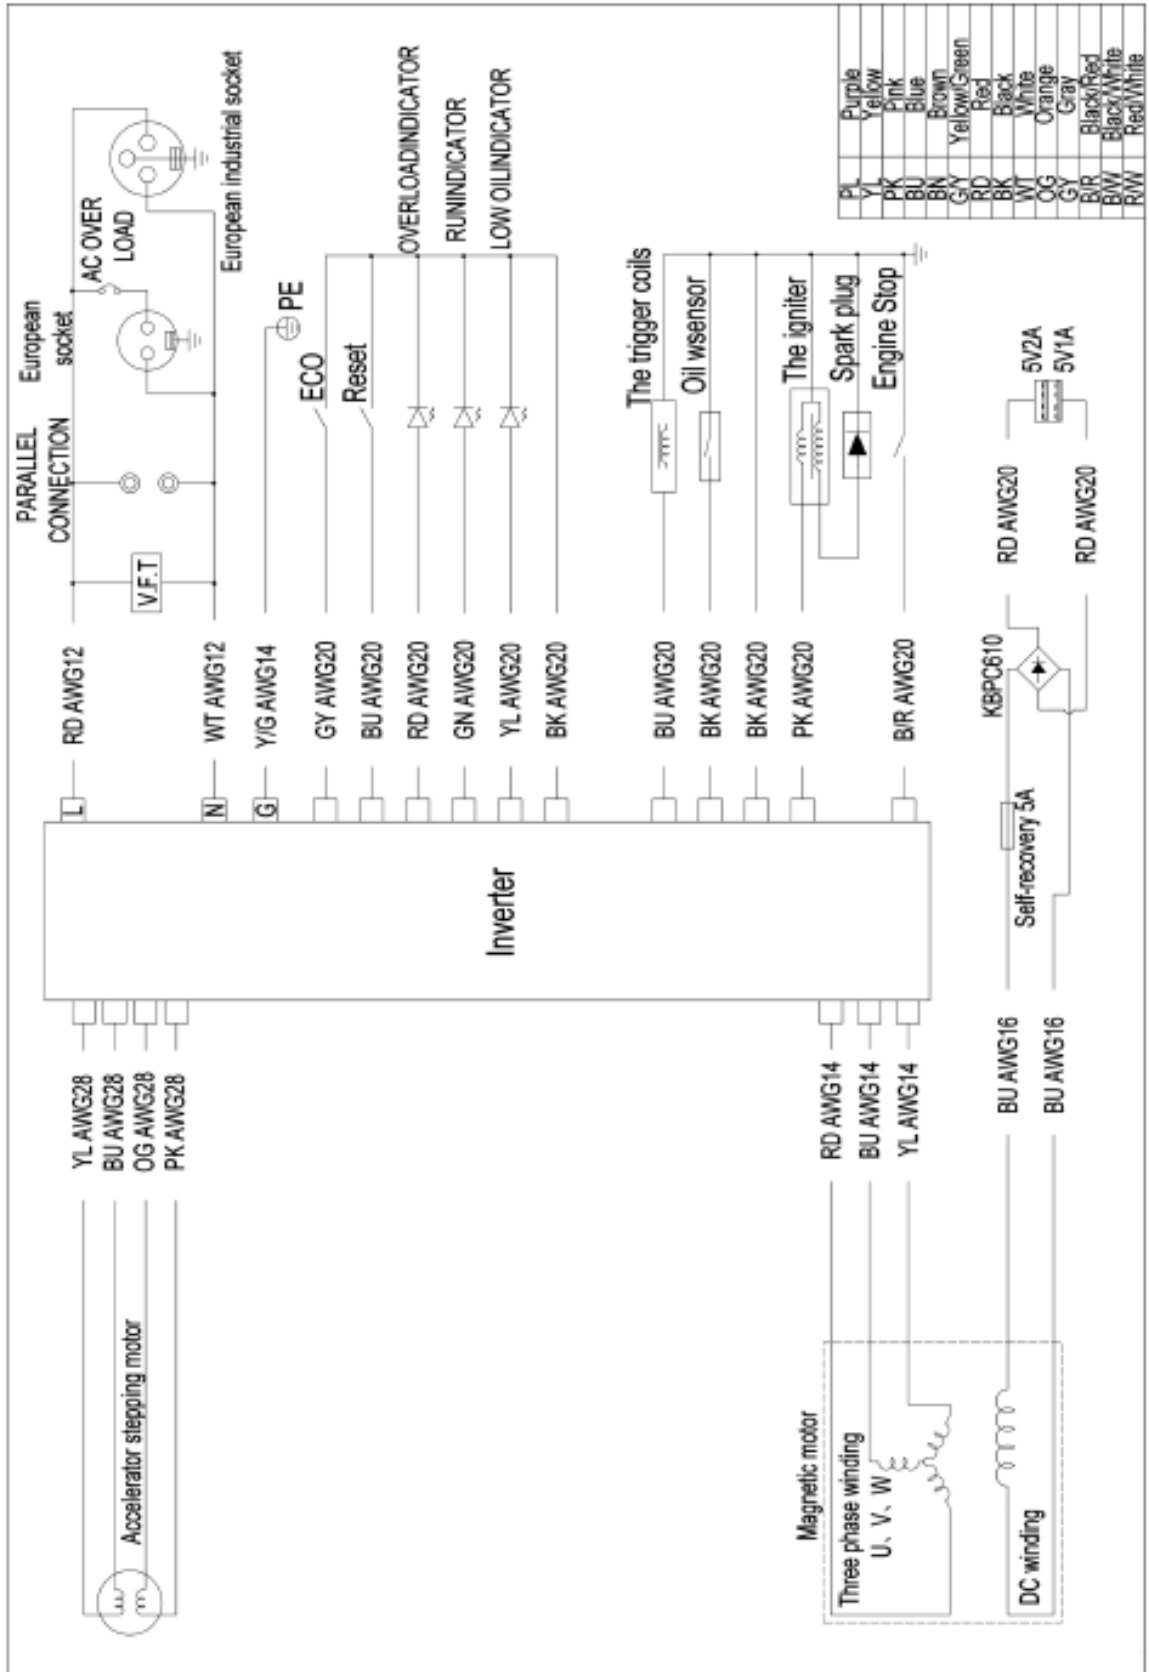 European industrial socket
AC OVER
LOAD
European
socket
PARALLEL
CONNECTION
V.F.T
PE
ECO
Reset
OVERLOADINDICATOR
RUNINDICATOR
LOW OILINDICATOR
The trigger coils
Oil wsensor
The igniter
Spark plug
Engine Stop
5V2A
5V1A
PL Purple
YL Yellow
PK Pink
BU Blue
BN Brown
G/Y Yellow/Green
RD Red
BK Black
WT White
OG Orange
GY Gray
B/R Black/Red
B/W Black/White
R/W Red/White
RD AWG12
WT AWG12
Y/G AWG14
GY AWG20
BU AWG20
RD AWG20
GN AWG20
YL AWG20
BK AWG20
BU AWG20
BK AWG20
BK AWG20
PK AWG20
B/R AWG20
RD AWG20
RD AWG20
KBPC610
Self-recovery 5A
L
N
G
Inverter
YL AWG28
BU AWG28
OG AWG28
PK AWG28
RD AWG14
BU AWG14
YL AWG14
BU AWG16
BU AWG16
Accelerator stepping motor
Magnetic motor
Three phase winding
U、V、W
DC winding